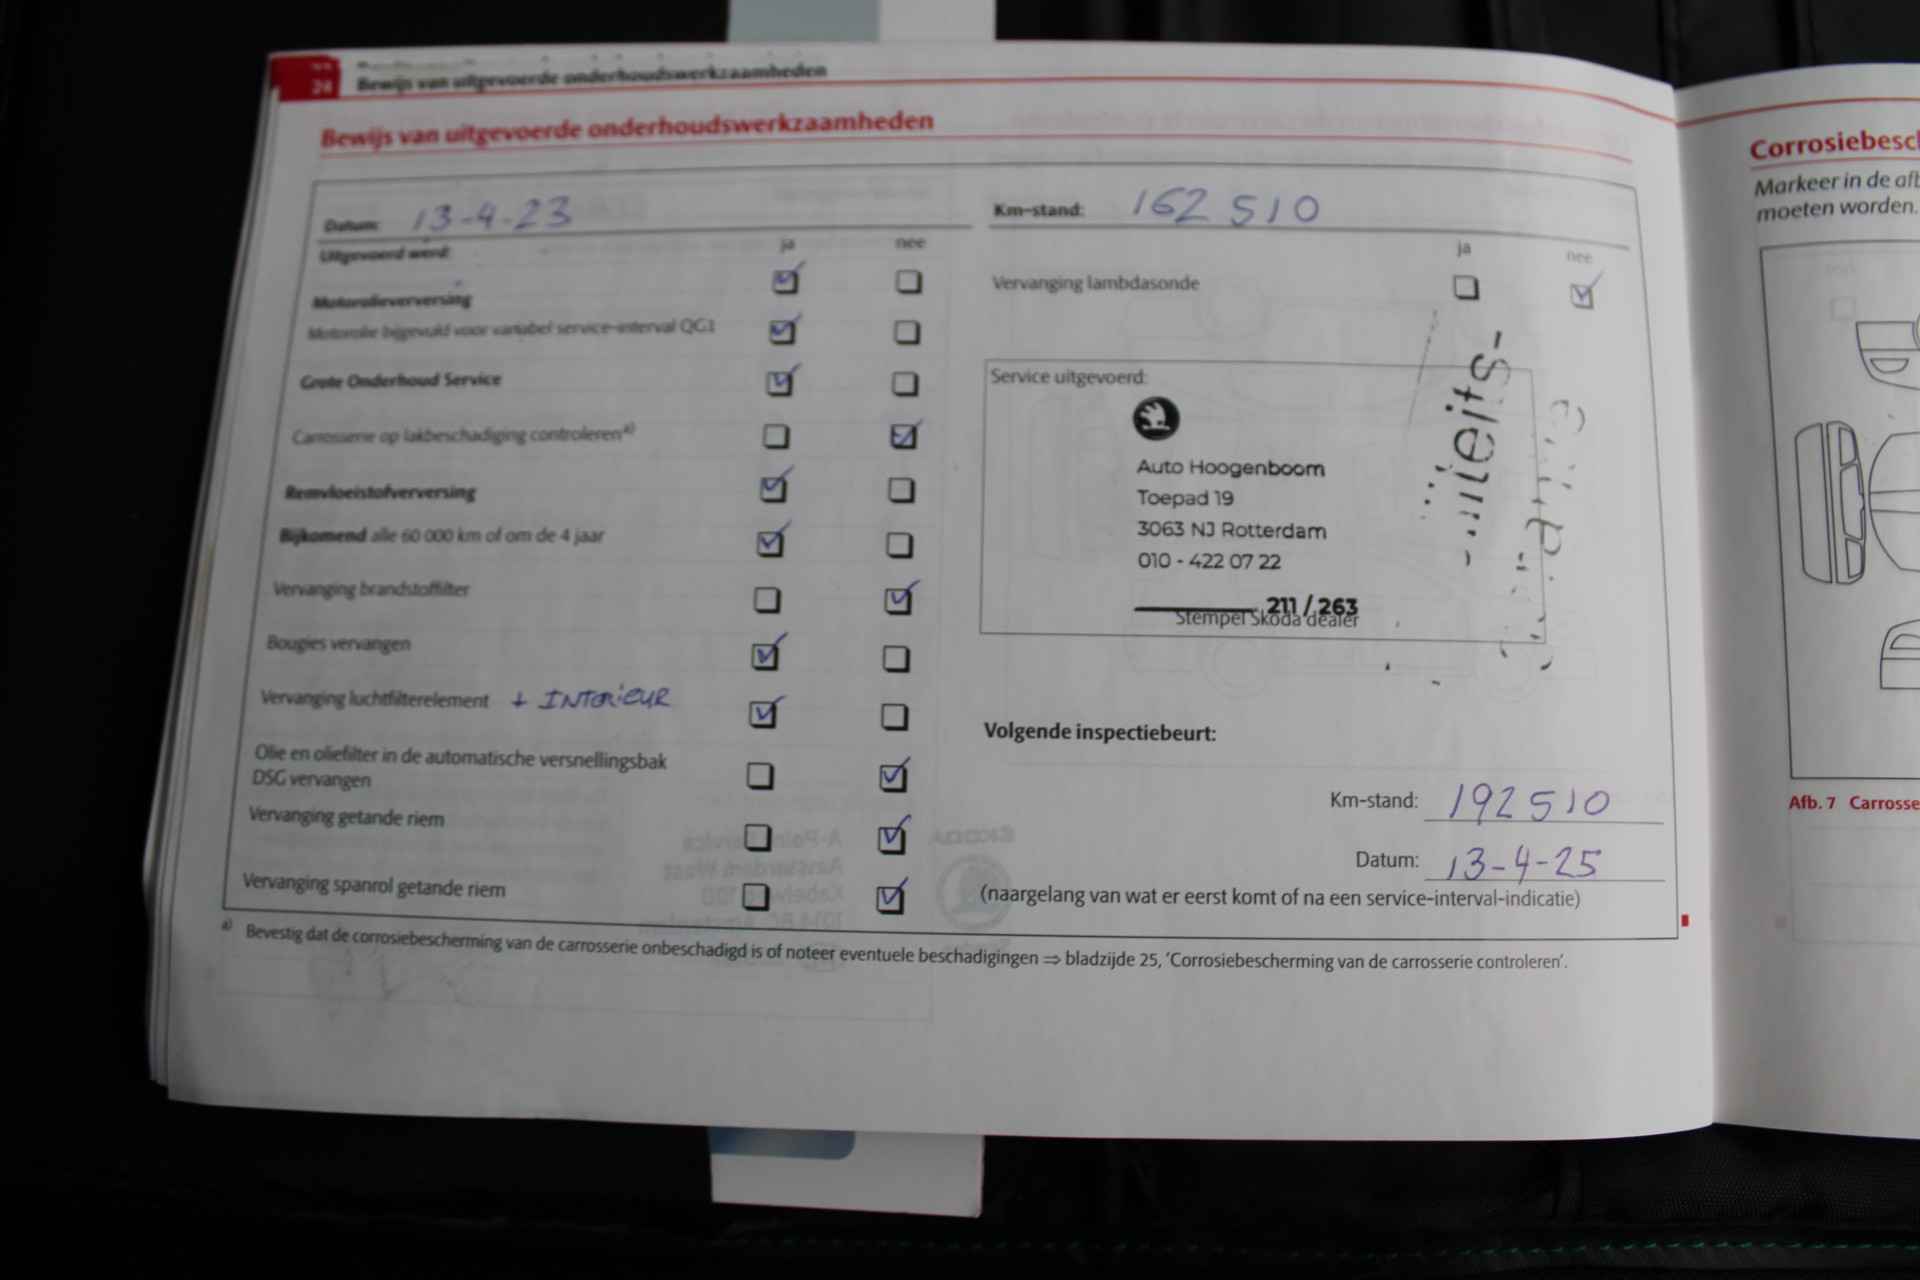 24 Bewijs van uitgevoerde onderhoudswerkzaamheden
Bewijs van uitgevoerde onderhoudswerkzaamheden
Datum: 13-4-23
Uitgevoerd werd: ja nee
Motorolieverversing
Motorolie bijgevuld voor variabel service-interval QG1
Grote Onderhoud Service
Carrosserie op lakbeschadiging controleren a)
Remvloeistofverversing
Bijkomend alle 60 000 km of om de 4 jaar
Vervanging brandstoffilter
Bougies vervangen
Vervanging luchtfilterelement + INTERIEUR
Olie en oliefilter in de automatische versnellingsbak
DSG vervangen
Vervanging getande riem
Vervanging spanrol getande riem
Km-stand: 162 510
ja nee
Vervanging lambdasonde
Service uitgevoerd:
Auto Hoogenboom
Toepad 19
3063 NJ Rotterdam
010 - 422 07 22
211 / 263
Stempel Skoda dealer
Volgende inspectiebeurt:
Km-stand: 192510
Datum: 13-4-25
(naargelang van wat er eerst komt of na een service-interval-indicatie)
a) Bevestig dat de corrosiebescherming van de carrosserie onbeschadigd is of noteer eventuele beschadigingen ⇒ bladzijde 25, 'Corrosiebescherming van de carrosserie controleren'.
Corrosiebesc
Markeer in de afb
moeten worden.
Afb. 7 Carrosse